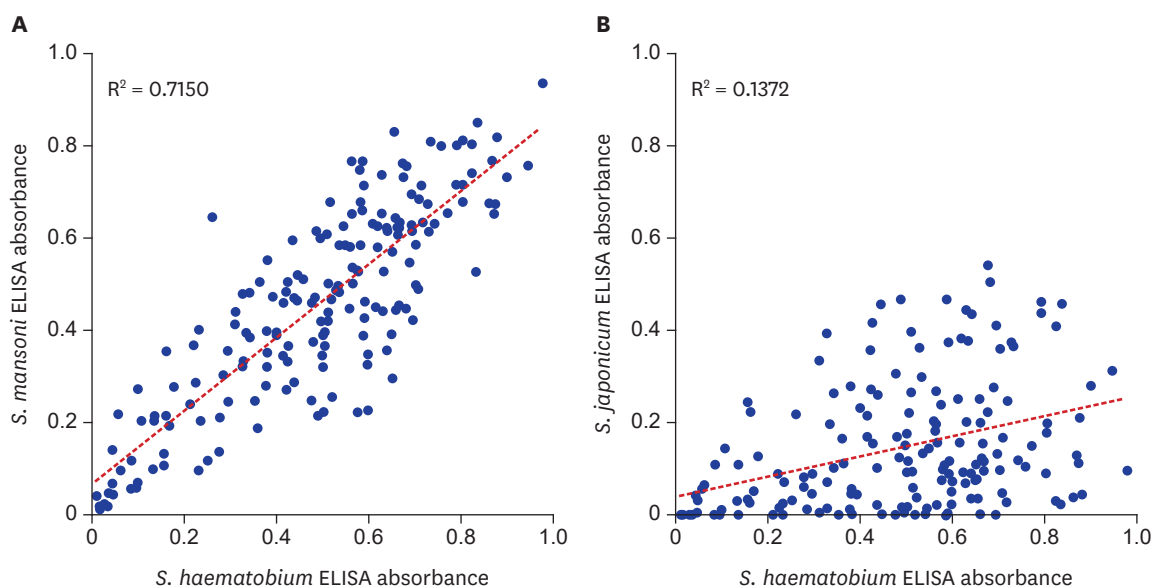 A
1.0
R² = 0.7150
0.8
0.6
0.4
0.2
0
S. mansoni ELISA absorbance
0 0.2 0.4 0.6 0.8 1.0
S. haematobium ELISA absorbance
B
1.0
R² = 0.1372
0.8
0.6
0.4
0.2
0
S. japonicum ELISA absorbance
0 0.2 0.4 0.6 0.8 1.0
S. haematobium ELISA absorbance